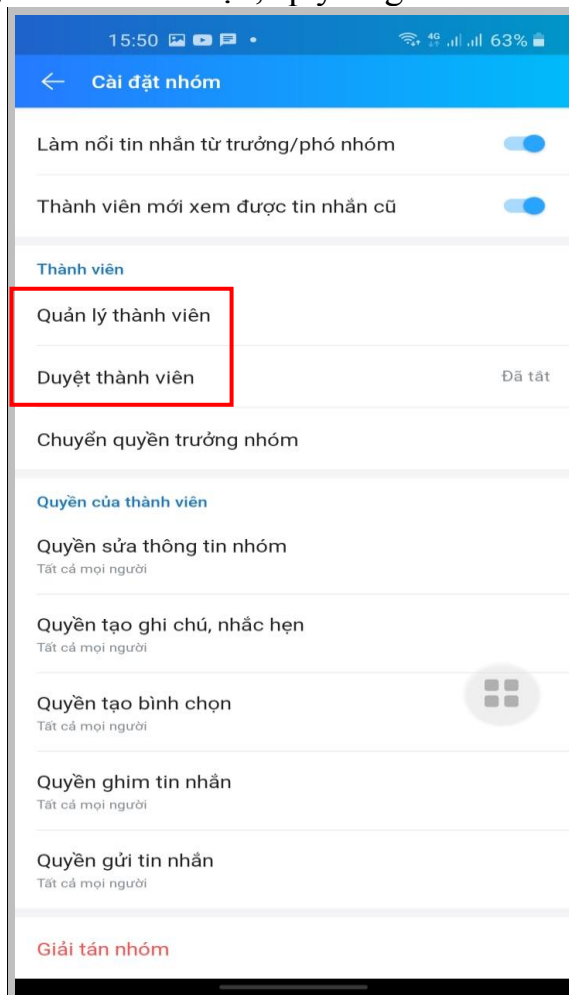 15:50 4G 63%
Cài đặt nhóm
Làm nổi tin nhắn từ trưởng/phó nhóm
Thành viên mới xem được tin nhắn cũ
Thành viên
Quản lý thành viên
Duyệt thành viên Đã tắt
Chuyển quyền trưởng nhóm
Quyền của thành viên
Quyền sửa thông tin nhóm
Tất cả mọi người
Quyền tạo ghi chú, nhắc hẹn
Tất cả mọi người
Quyền tạo bình chọn
Tất cả mọi người
Quyền ghim tin nhắn
Tất cả mọi người
Quyền gửi tin nhắn
Tất cả mọi người
Giải tán nhóm